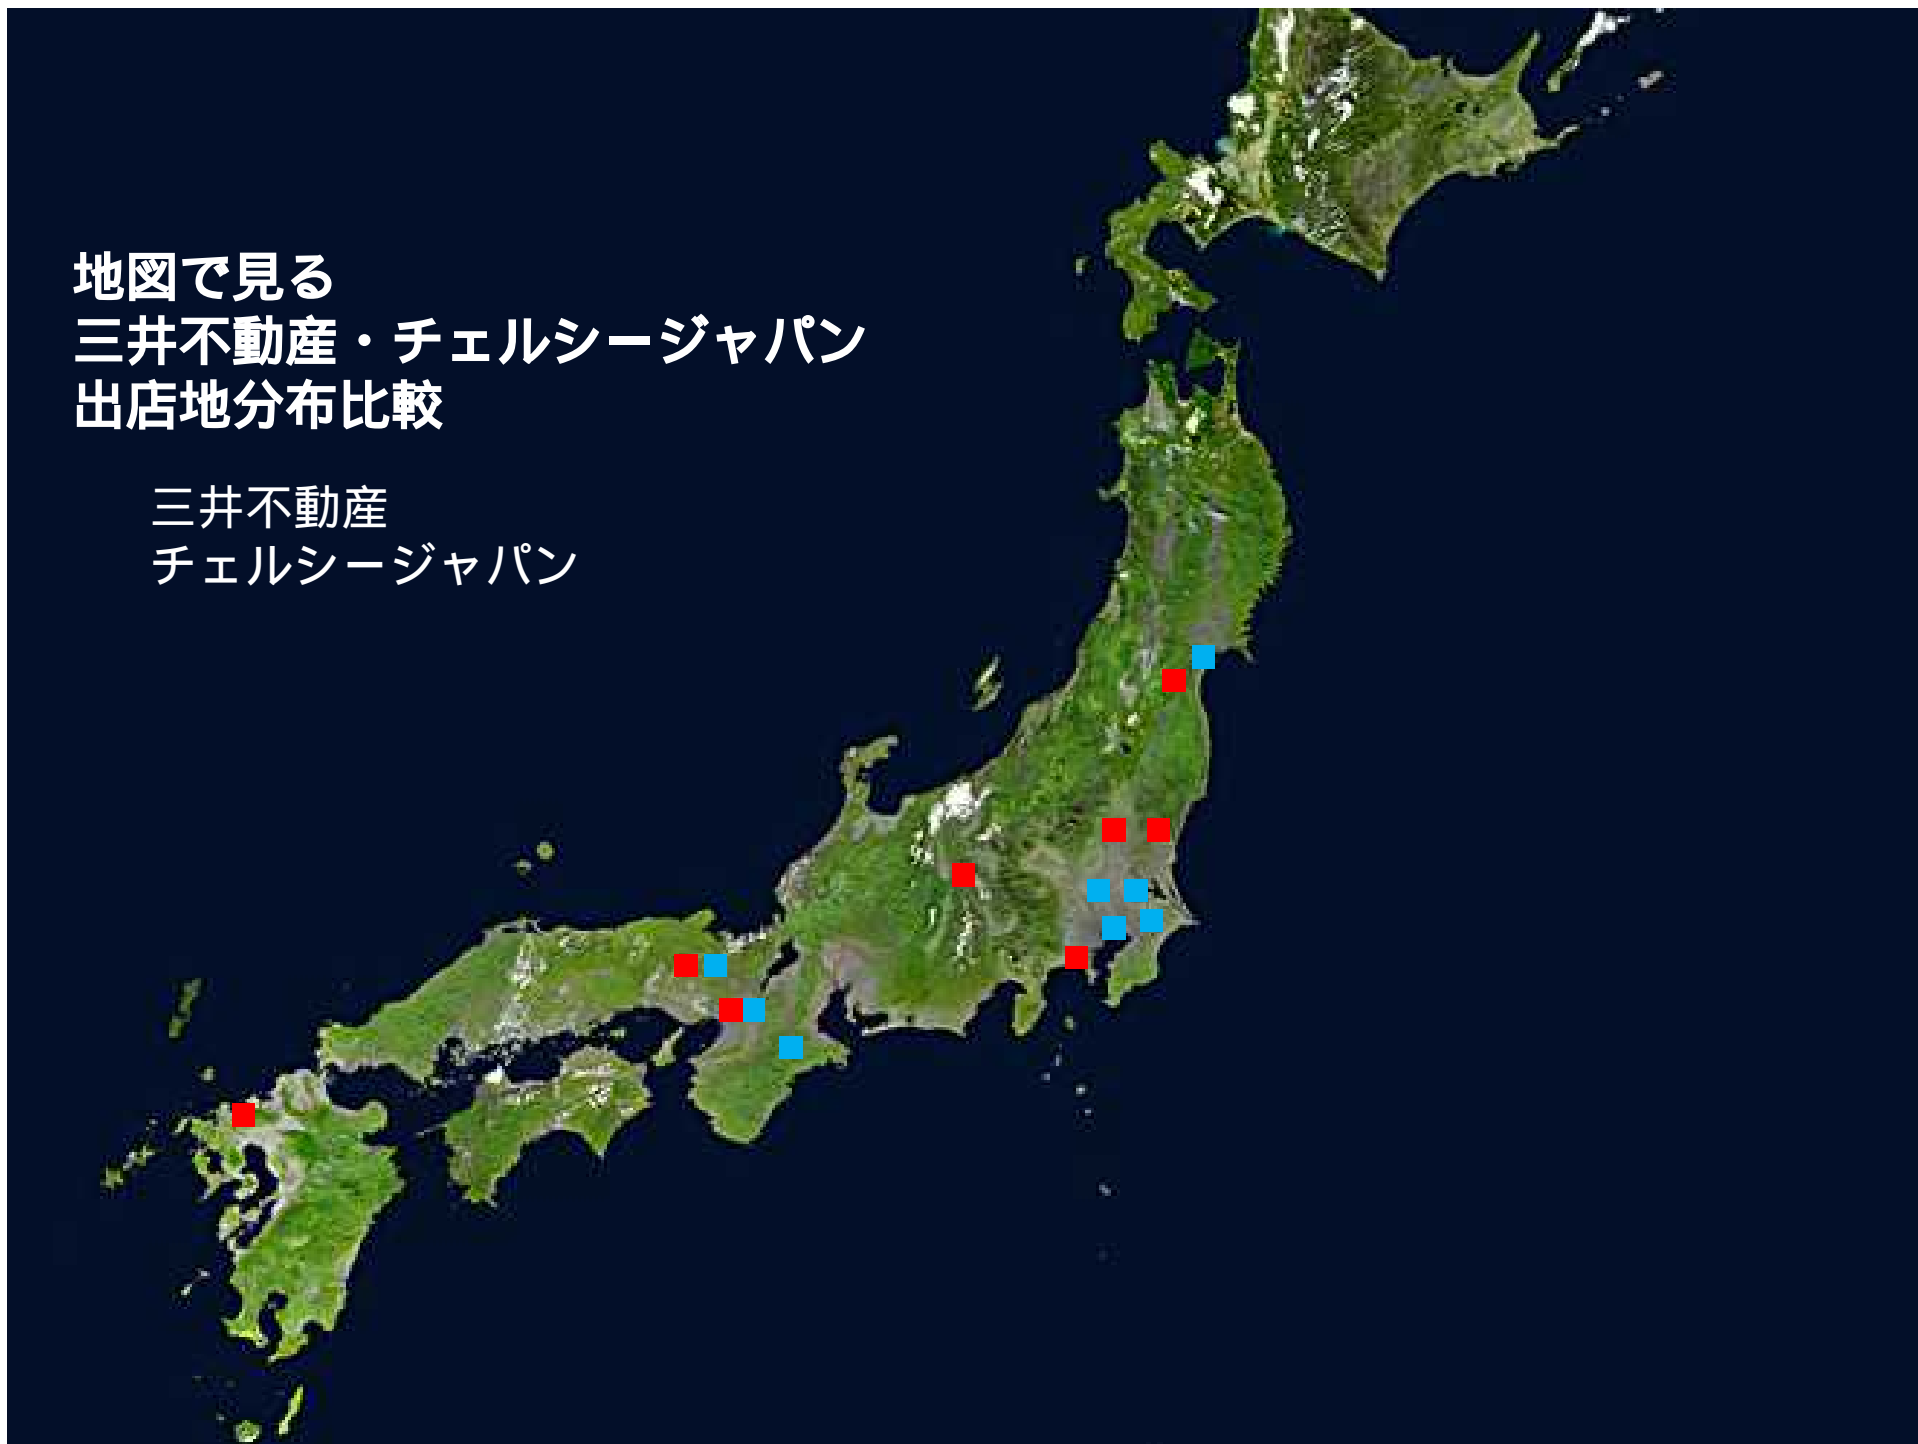 地図で見る
三井不動産・チェルシージャパン
出店地分布比較
三井不動産
チェルシージャパン